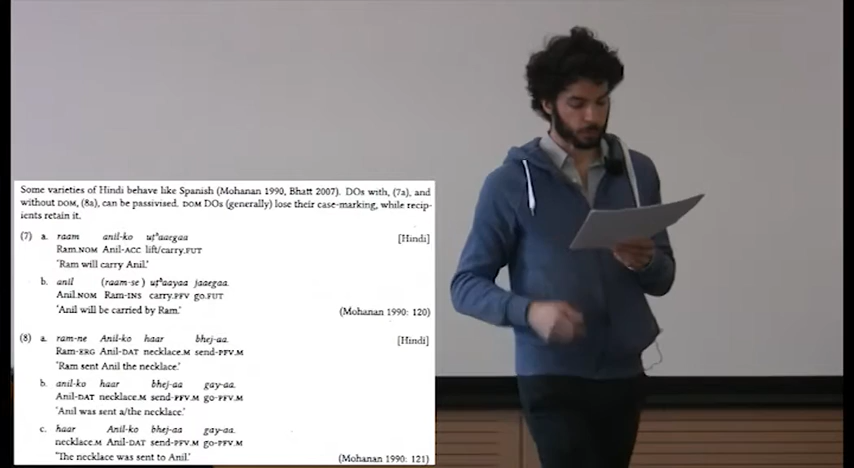 Some varieties of Hindi behave like Spanish (Mohanan 1990, Bhatt 2007). DOs with, (7a), and
without DOM, (8a), can be passivised. DOM DOs (generally) lose their case-marking, while recip-
ients retain it.
(7) a. raam anil-ko uṭʰaaegaa [Hindi]
Ram.NOM Anil-ACC lift/carry.FUT
'Ram will carry Anil.'
b. anil (raam-se ) uṭʰaayaa jaaegaa.
Anil.NOM Ram-INS carry.PFV go.FUT
'Anil will be carried by Ram.' (Mohanan 1990: 120)
(8) a. ram-ne Anil-ko haar bhej-aa. [Hindi]
Ram-ERG Anil-DAT necklace.M send-PFV.M
'Ram sent Anil the necklace.'
b. anil-ko haar bhej-aa gay-aa.
Anil-DAT necklace.M send-PFV.M go-PFV.M
'Anil was sent a/the necklace.'
c. haar Anil-ko bhej-aa gay-aa.
necklace.M Anil-DAT send-PFV.M go-PFV.M
'The necklace was sent to Anil.' (Mohanan 1990: 121)